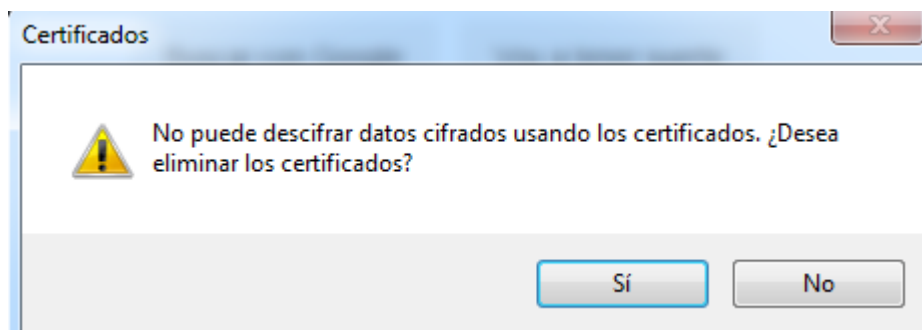 Certificados
No puede descifrar datos cifrados usando los certificados. ¿Desea
eliminar los certificados?
Sí
No